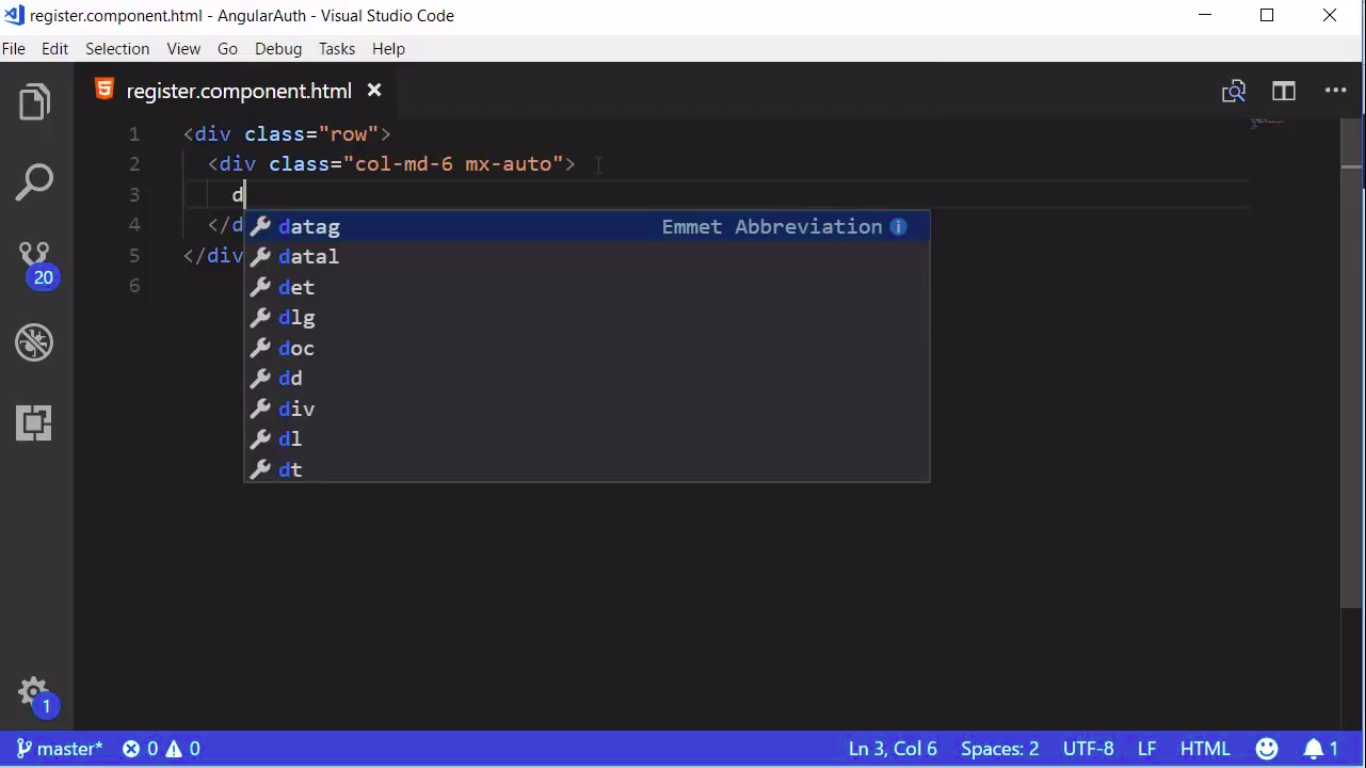 register.component.html - AngularAuth - Visual Studio Code
File Edit Selection View Go Debug Tasks Help
register.component.html
1 <div class="row">
2 <div class="col-md-6 mx-auto">
3 d
4 </d
5 </div
6
datag Emmet Abbreviation
datal
det
dlg
doc
dd
div
dl
dt
20
1
master* 0 0 Ln 3, Col 6 Spaces: 2 UTF-8 LF HTML 1